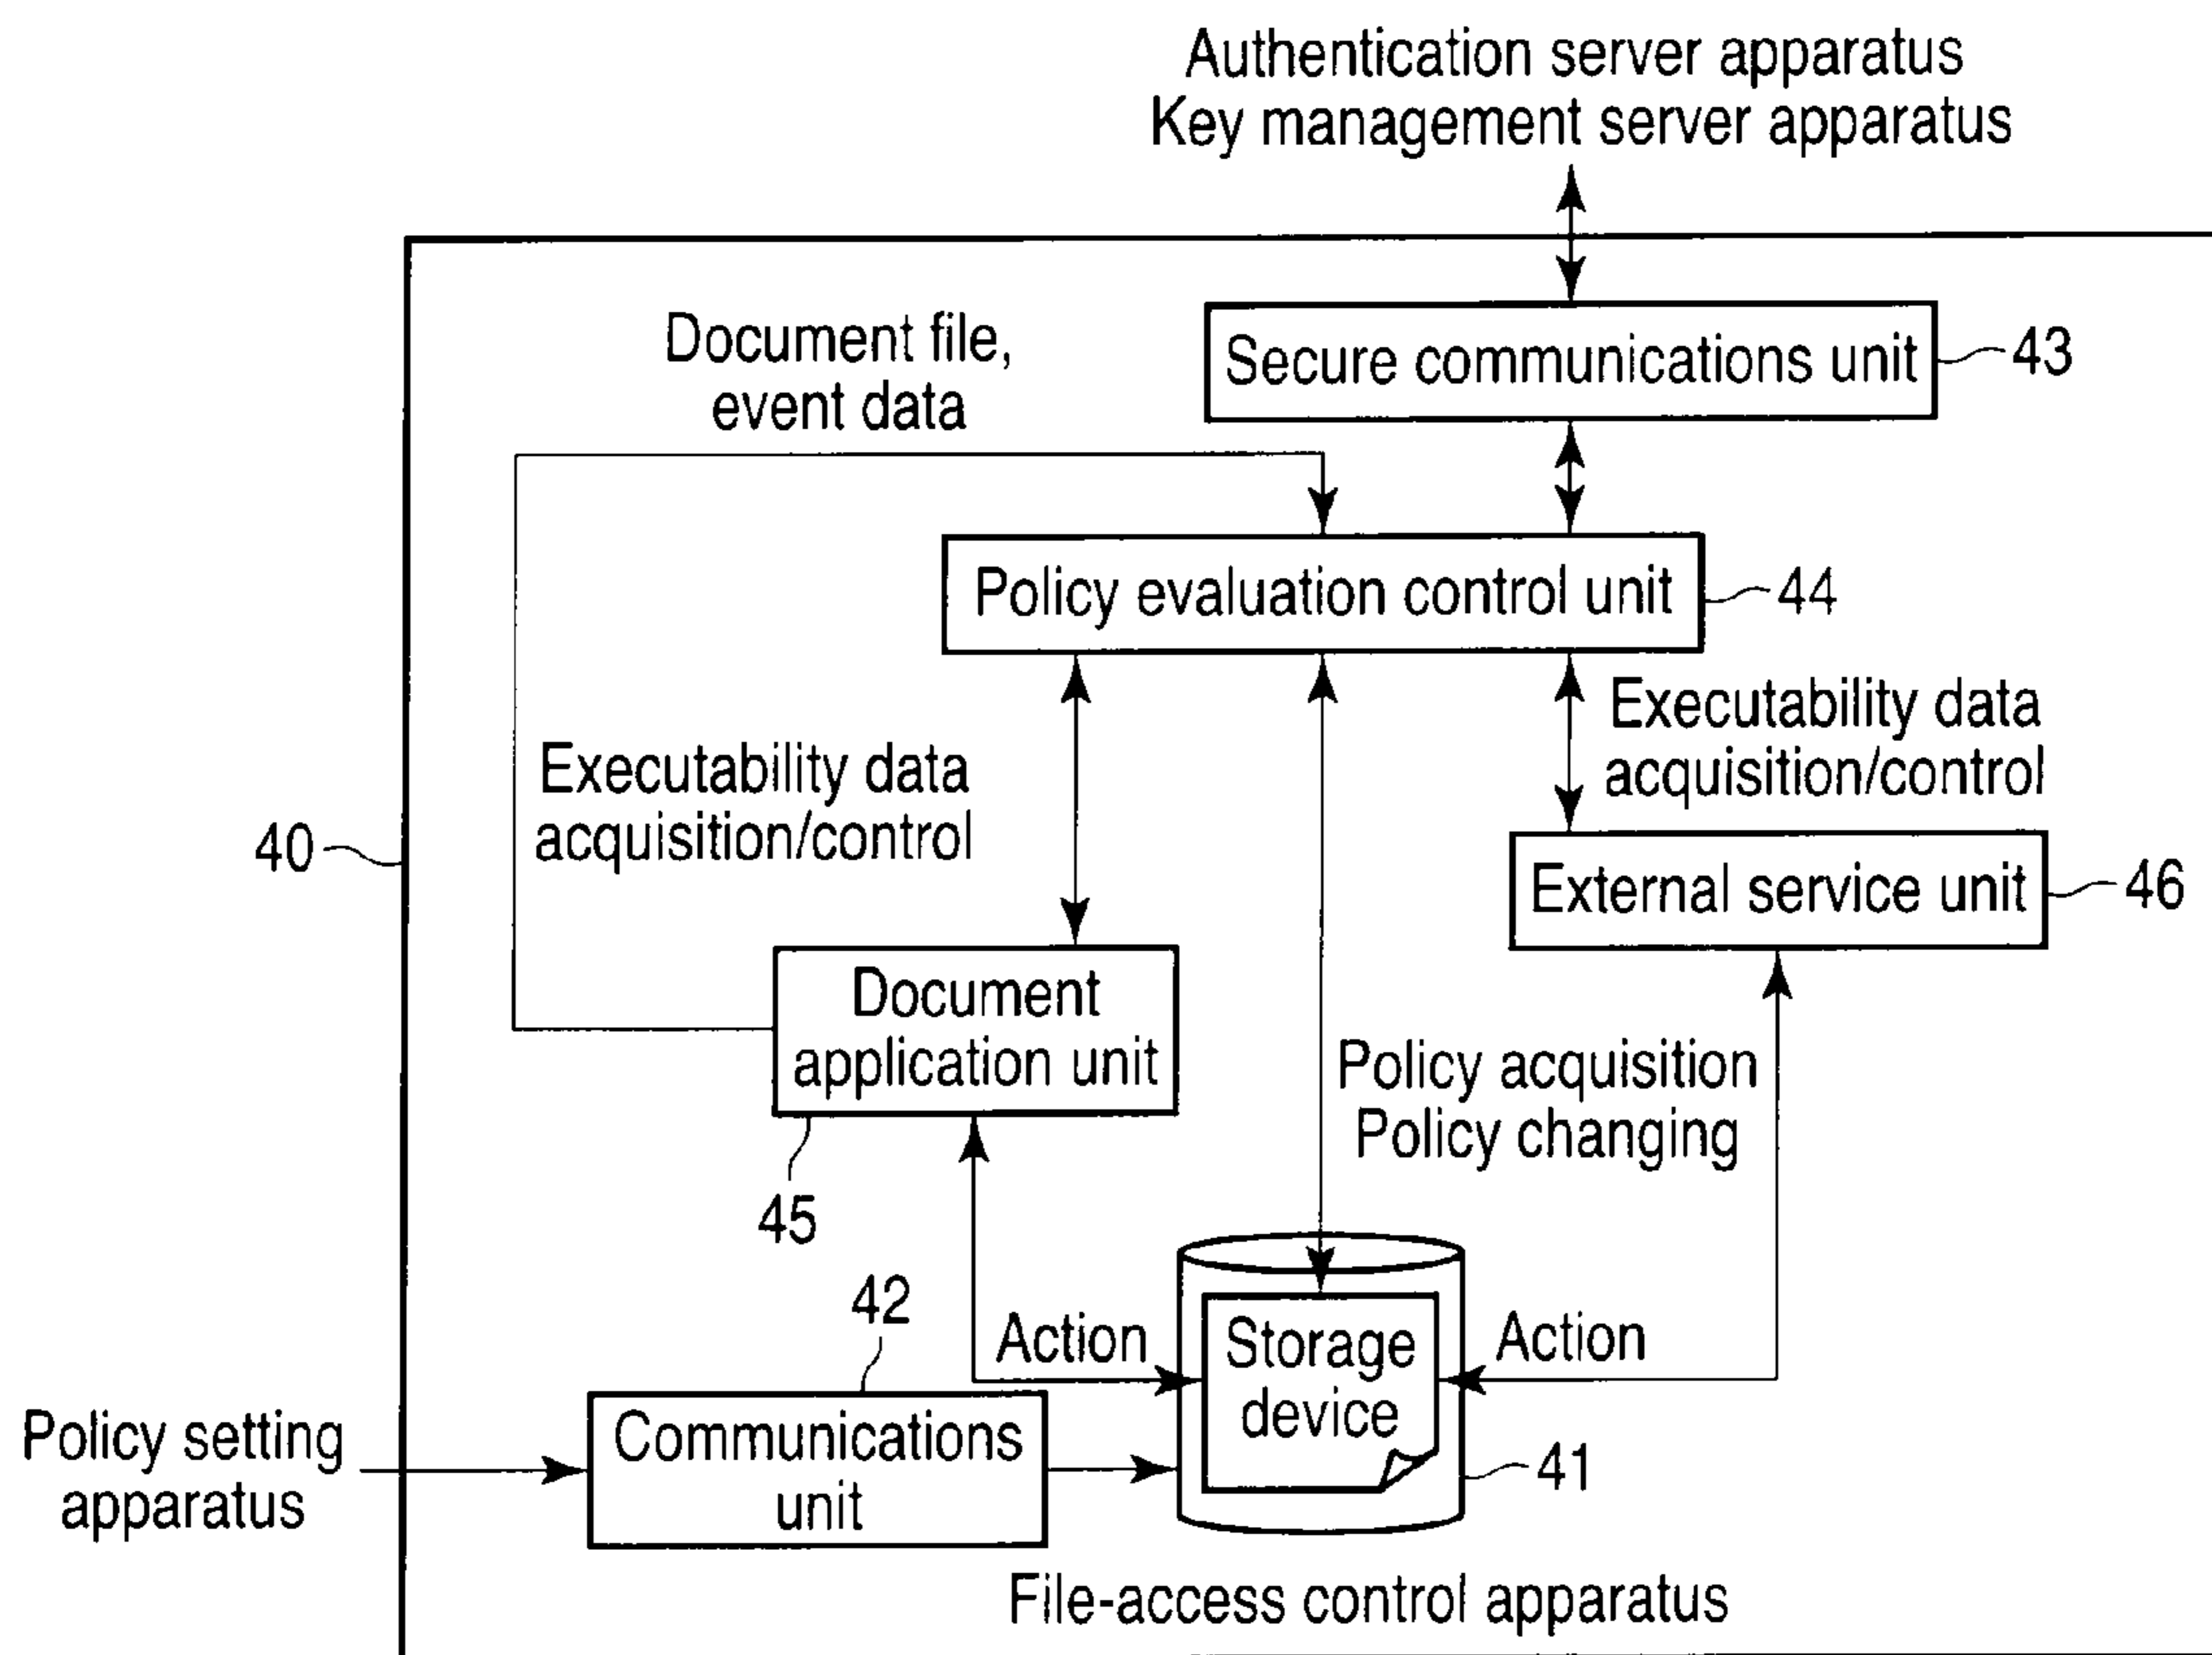 Authentication server apparatus
Key management server apparatus
Document file,
event data
Secure communications unit
43
Policy evaluation control unit
44
Executability data
acquisition/control
Executability data
acquisition/control
40
External service unit
46
Document
application unit
45
Policy acquisition
Policy changing
42
Action
Storage
device
Action
Communications
unit
Policy setting
apparatus
41
File-access control apparatus